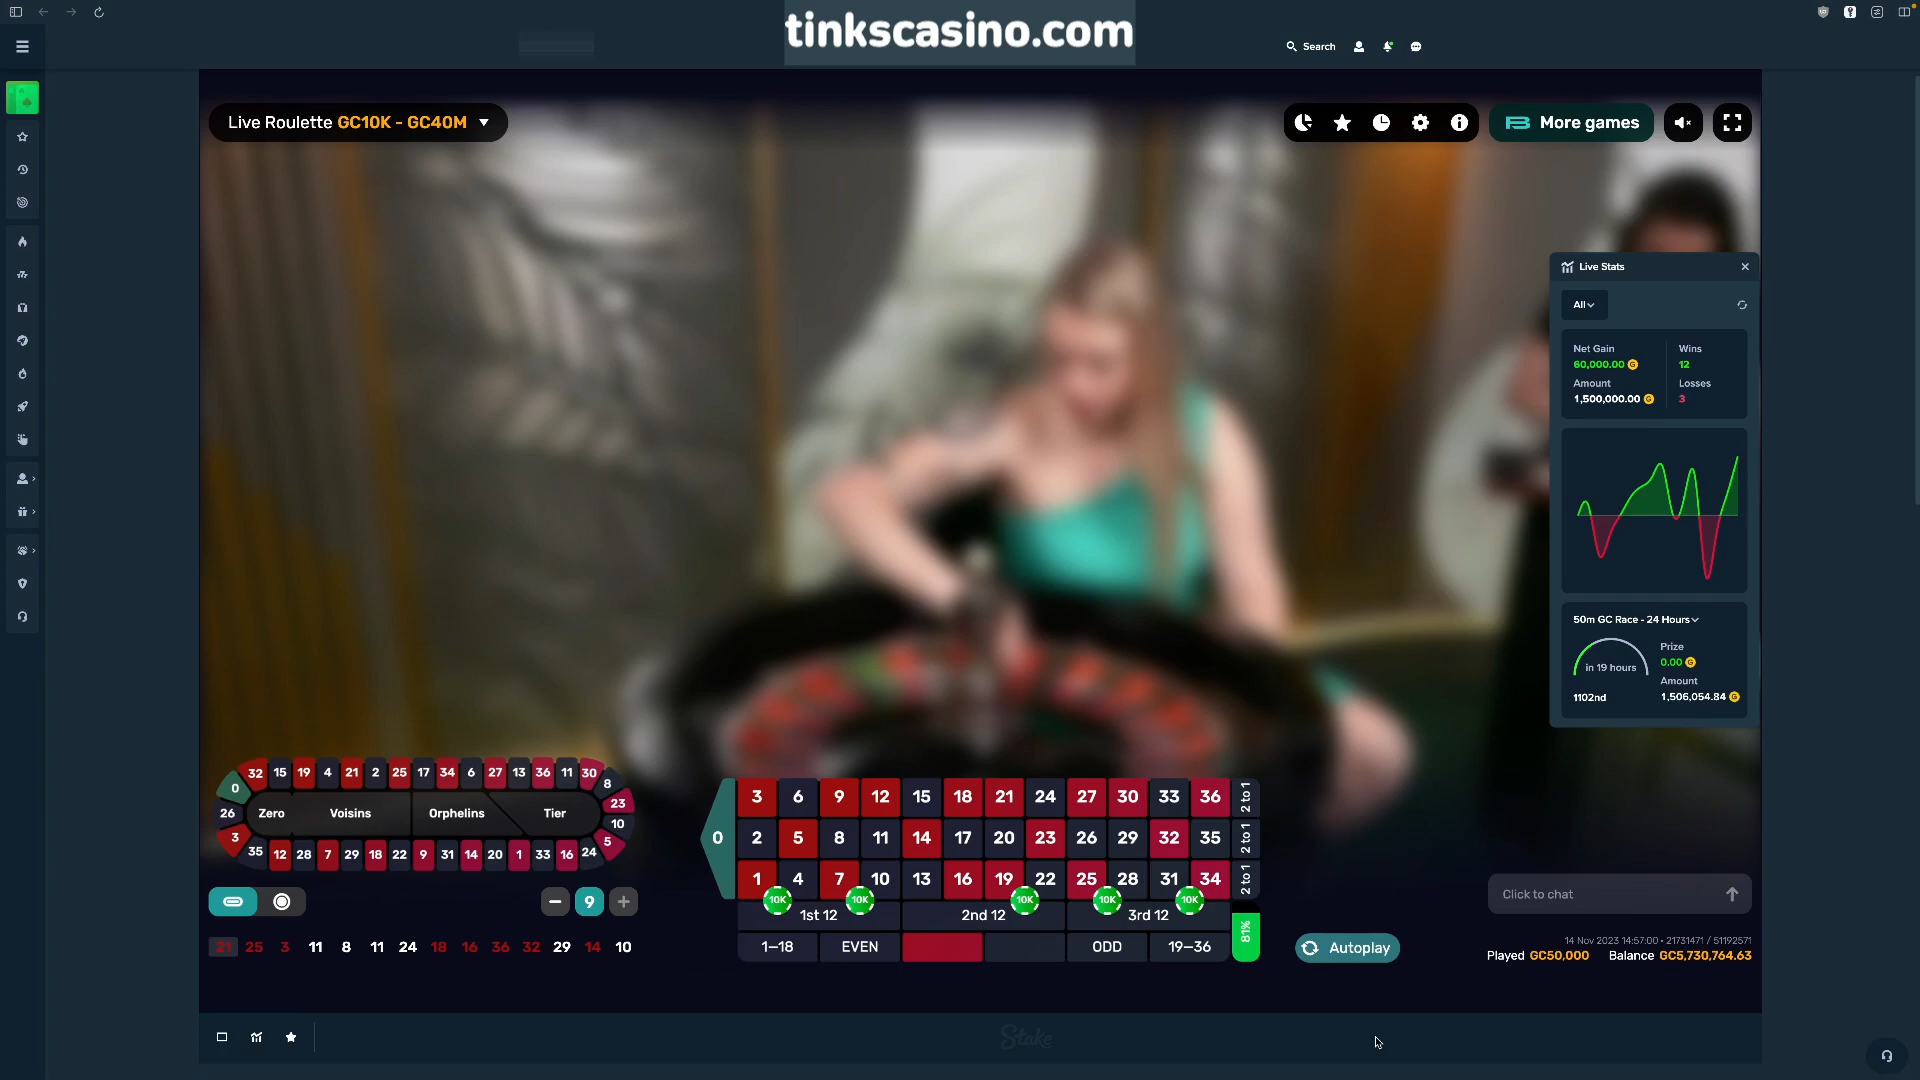 tinkscasino.com
Search
Live Roulette GC10K - GC40M
More games
Live Stats
All
Net Gain
60,000.00
Wins
12
Amount
1,500,000.00
Losses
3
50m GC Race - 24 Hours
in 19 hours
1102nd
Prize
0.00
Amount
1,506,054.84
32 15 19 4 21 2 25 17 34 6 27 13 36 11 30 8
0 23
26 Zero Voisins Orphelins Tier 10
3 5
35 12 28 7 29 18 22 9 31 14 20 1 33 16 24
9
21 25 3 11 8 11 24 18 16 36 32 29 14 10
3 6 9 12 15 18 21 24 27 30 33 36 2 to 1
0 2 5 8 11 14 17 20 23 26 29 32 35 2 to 1
1 4 7 10 13 16 19 22 25 28 31 34 2 to 1
10K 10K 10K 10K 10K
1st 12 2nd 12 3rd 12
1–18 EVEN ODD 19–36
81%
Autoplay
Click to chat
14 Nov 2023 14:57:00 • 21731471 / 51192571
Played GC50,000 Balance GC5,730,764.63
Stake